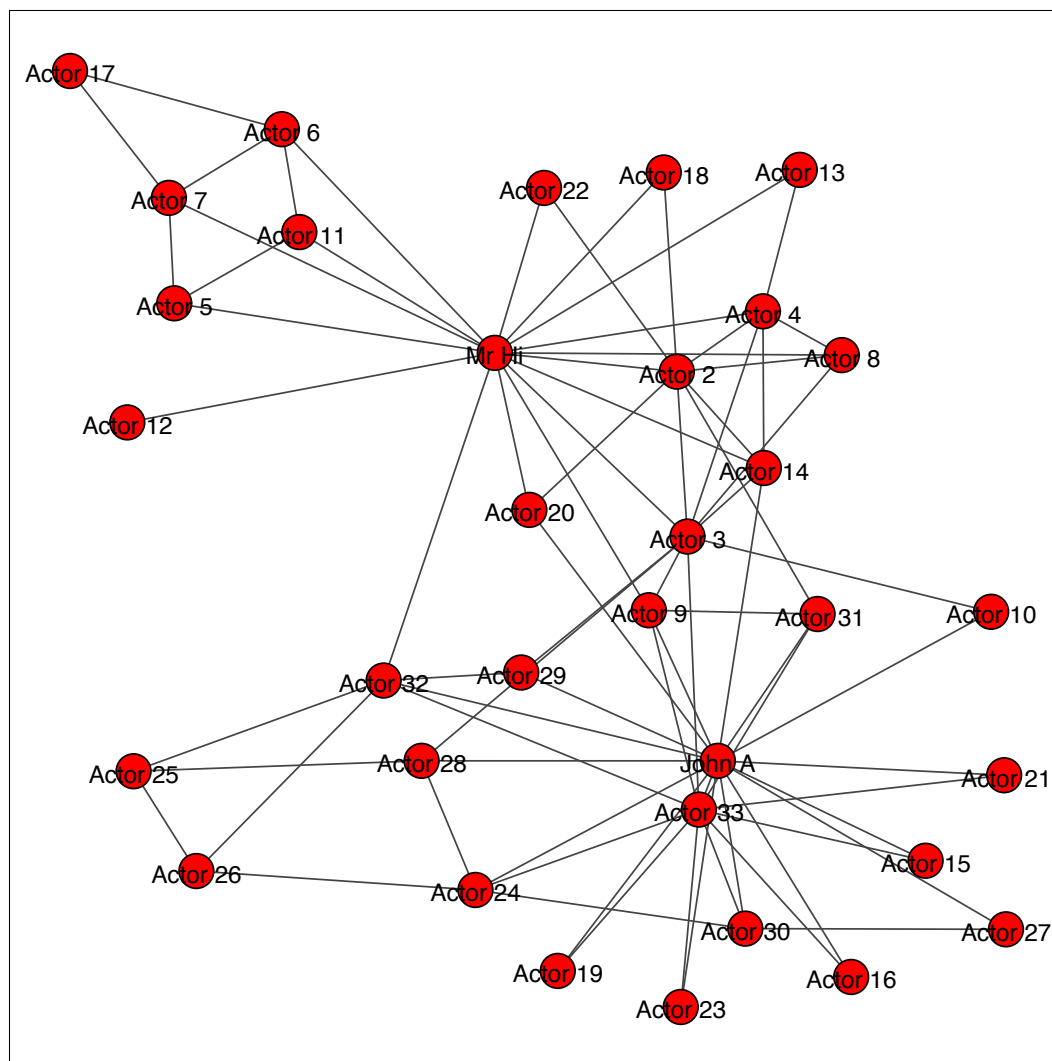 Actor 17
Actor 6
Actor 18
Actor 13
Actor 22
Actor 7
Actor 11
Actor 5
Actor 4
Mr Hi
Actor 8
Actor 2
Actor 12
Actor 14
Actor 20
Actor 3
Actor 9
Actor 10
Actor 31
Actor 29
Actor 32
John A
Actor 28
Actor 25
Actor 21
Actor 33
Actor 15
Actor 26
Actor 24
Actor 30
Actor 27
Actor 19
Actor 16
Actor 23